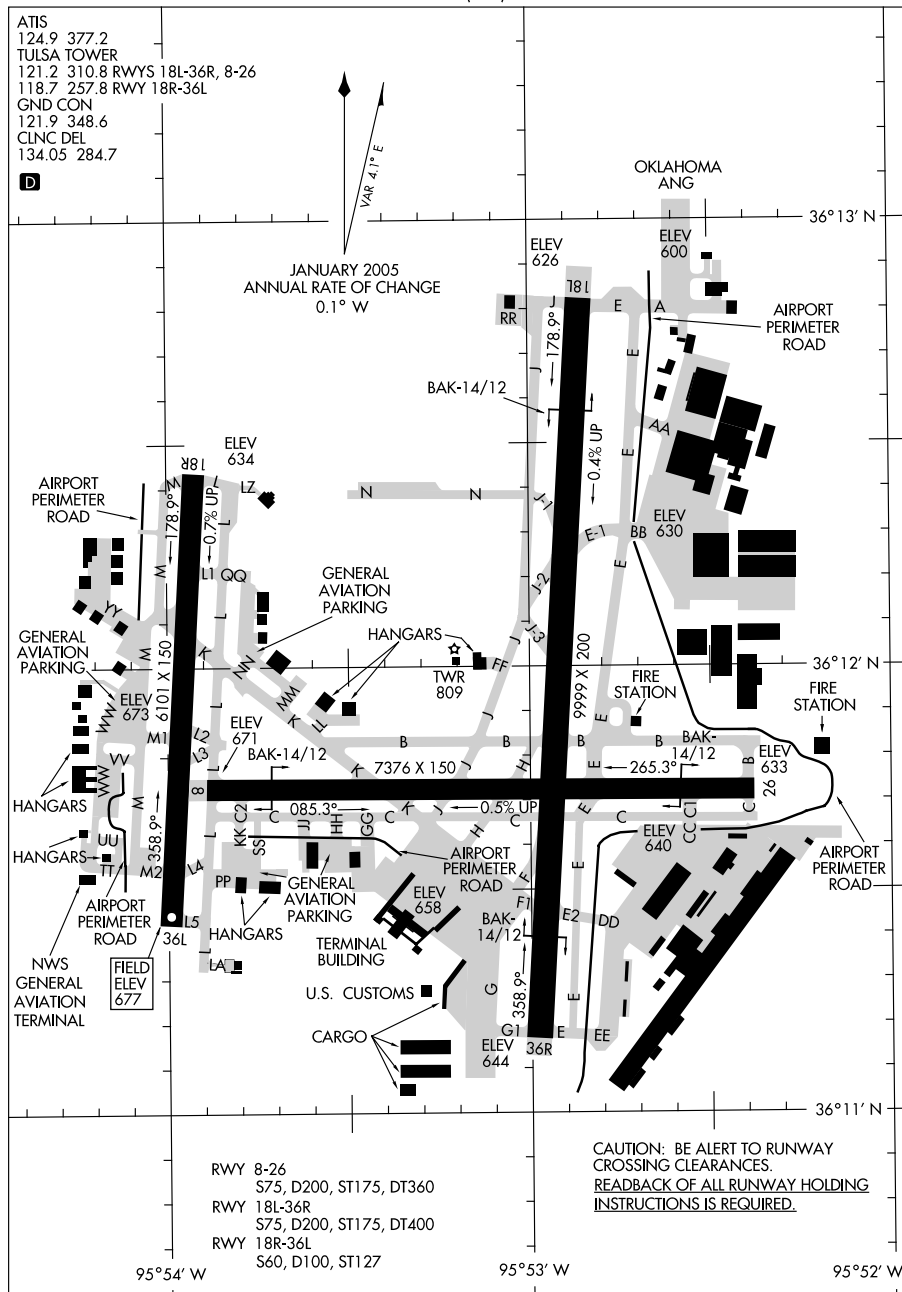 ATIS
124.9 377.2
TULSA TOWER
121.2 310.8 RWYS 18L-36R, 8-26
118.7 257.8 RWY 18R-36L
GND CON
121.9 348.6
CLNC DEL
134.05 284.7
D
VAR 4.1° E
JANUARY 2005
ANNUAL RATE OF CHANGE
0.1° W
OKLAHOMA
ANG
36°13' N
ELEV
626
ELEV
600
18L
J
E
A
RR
AIRPORT
PERIMETER
ROAD
178.9°
E
J
BAK-14/12
AA
0.4% UP
E
ELEV
634
18R
W
L
LZ
AIRPORT
PERIMETER
ROAD
178.9°
0.7% UP
L
N
N
J-1
E-1
BB
ELEV
630
M
L1
QQ
E
J-2
GENERAL
AVIATION
PARKING
YY
L
HANGARS
J-3
J
GENERAL
AVIATION
PARKING
M
K
NN
6101 X 150
TWR
809
FF
9999 X 200
36°12' N
FIRE
STATION
FIRE
STATION
MM
LL
K
ELEV
673
WW
L
J
E
M1
L2
ELEV
671
B
B
B
B
BAK-
14/12
L3
BAK-14/12
VV
K
J
H
E
B
ELEV
633
7376 X 150
265.3°
HANGARS
WW
M
8
26
085.3°
0.5% UP
KK
C2
C
SS
JJ
HH
GG
C
K
J
H
C
E
C
CC
C1
C
358.9°
L
HANGARS
UU
TT
M2
L4
PP
GENERAL
AVIATION
PARKING
AIRPORT
PERIMETER
ROAD
ELEV
640
AIRPORT
PERIMETER
ROAD
E
F
F1
E2
DD
ELEV
658
AIRPORT
PERIMETER
ROAD
L5
36L
HANGARS
TERMINAL
BUILDING
BAK-
14/12
NWS
GENERAL
AVIATION
TERMINAL
FIELD
ELEV
677
LA
U.S. CUSTOMS
G
358.9°
E
CARGO
G1
E
EE
ELEV
644
36R
36°11' N
RWY 8-26
S75, D200, ST175, DT360
RWY 18L-36R
S75, D200, ST175, DT400
RWY 18R-36L
S60, D100, ST127
CAUTION: BE ALERT TO RUNWAY
CROSSING CLEARANCES.
READBACK OF ALL RUNWAY HOLDING
INSTRUCTIONS IS REQUIRED.
95°54' W
95°53' W
95°52' W